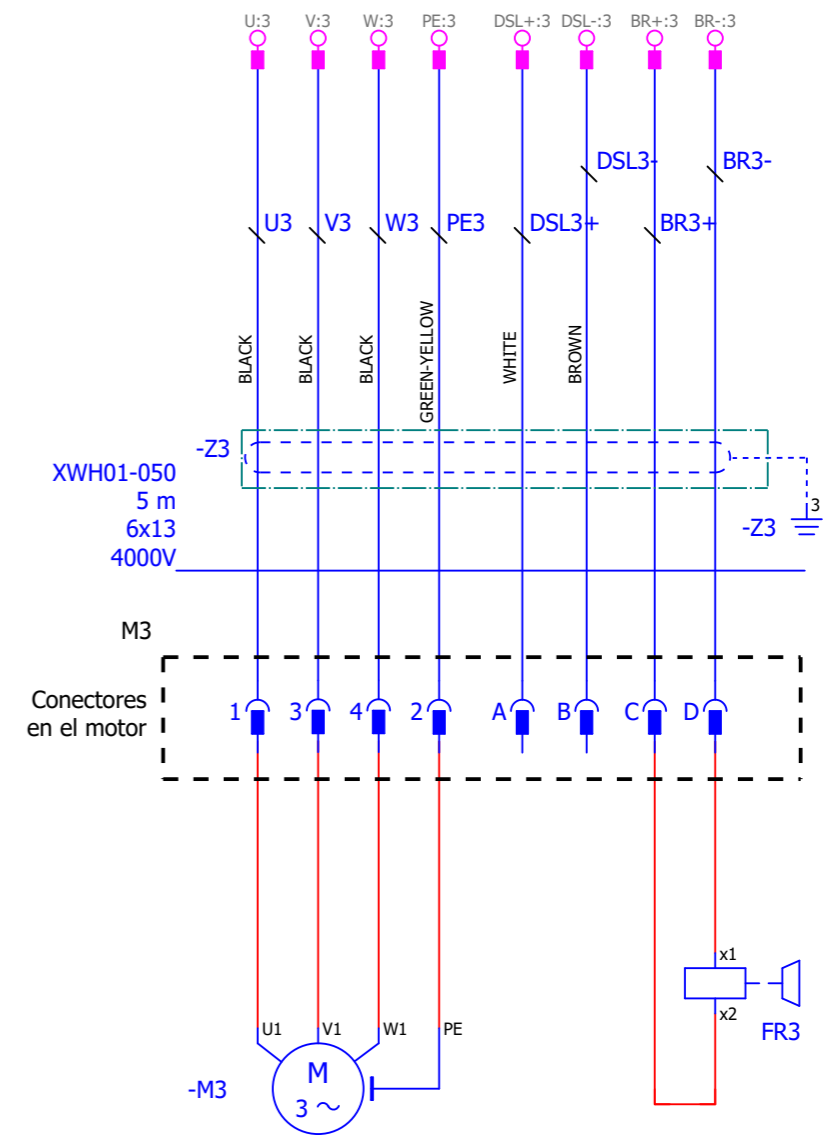 U:3 V:3 W:3 PE:3 DSL+:3 DSL-:3 BR+:3 BR-:3
DSL3- BR3-
U3 V3 W3 PE3 DSL3+ BR3+
BLACK
BLACK
BLACK
GREEN-YELLOW
WHITE
BROWN
-Z3
XWH01-050
5 m
6x13
4000V
3
-Z3
M3
Conectores
en el motor
1 3 4 2 A B C D
x1
x2
FR3
U1 V1 W1 PE
-M3
M
3 ~